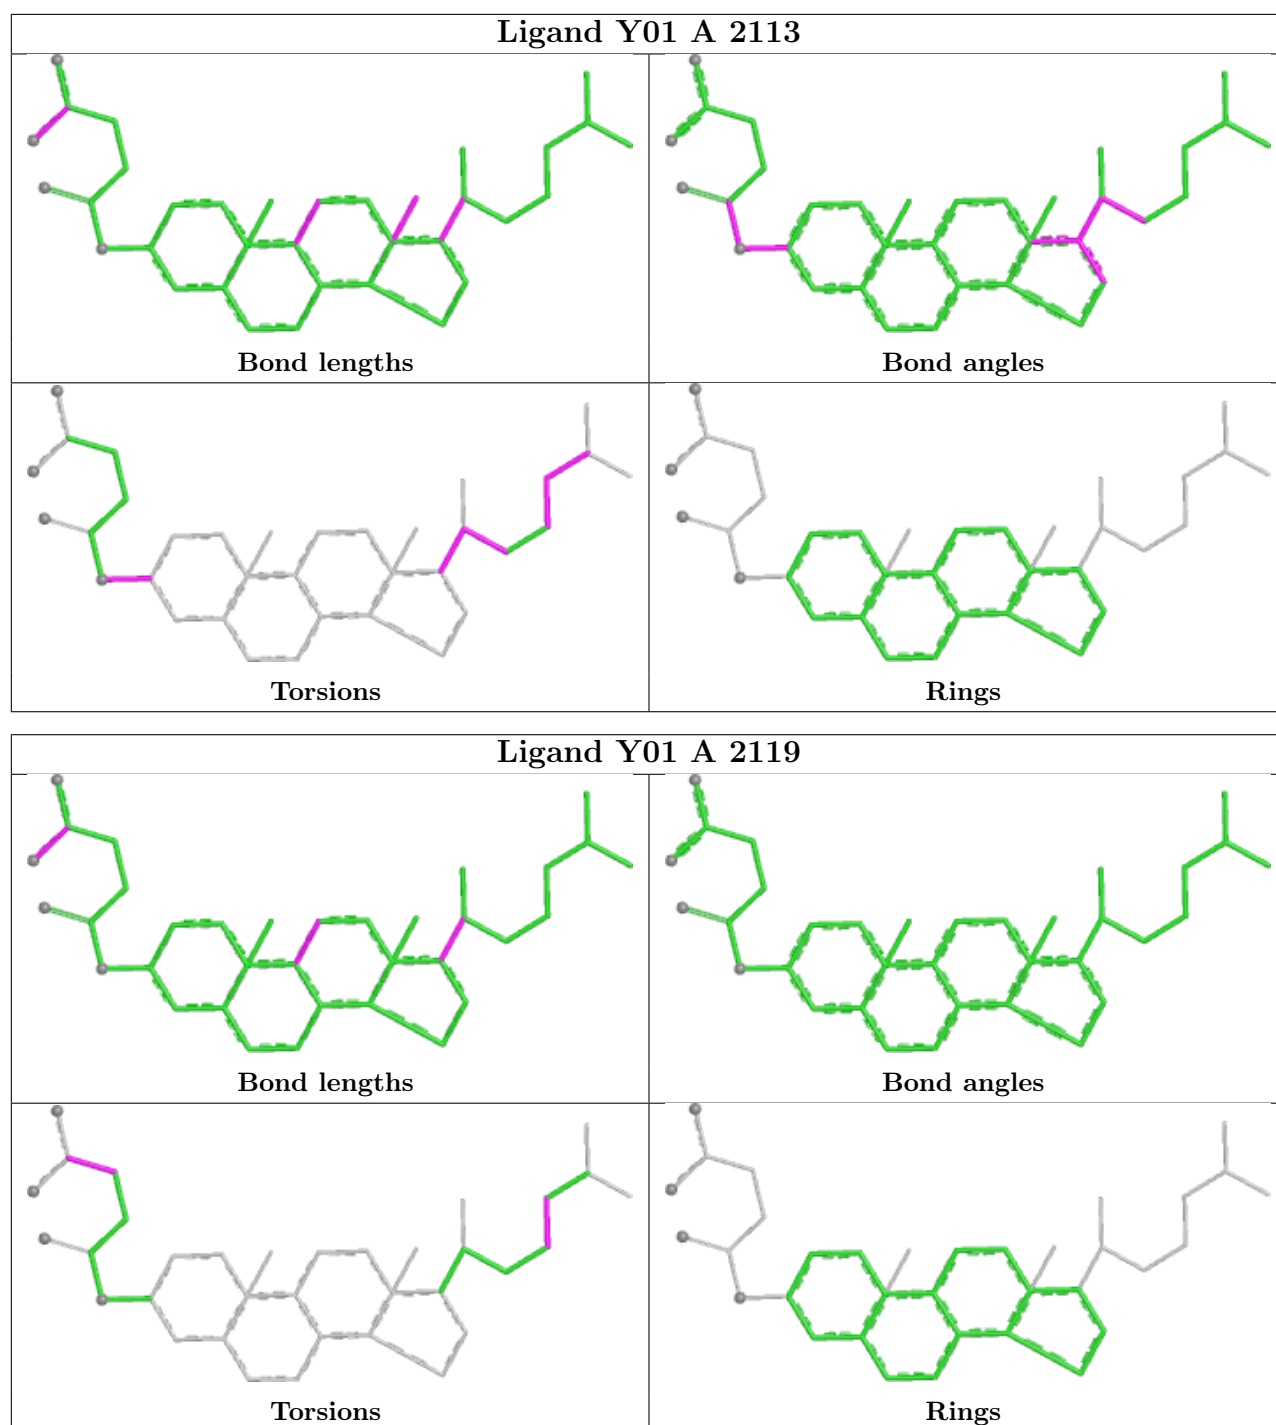 Ligand Y01 A 2113
Bond lengths
Bond angles
Torsions
Rings
Ligand Y01 A 2119
Bond lengths
Bond angles
Torsions
Rings